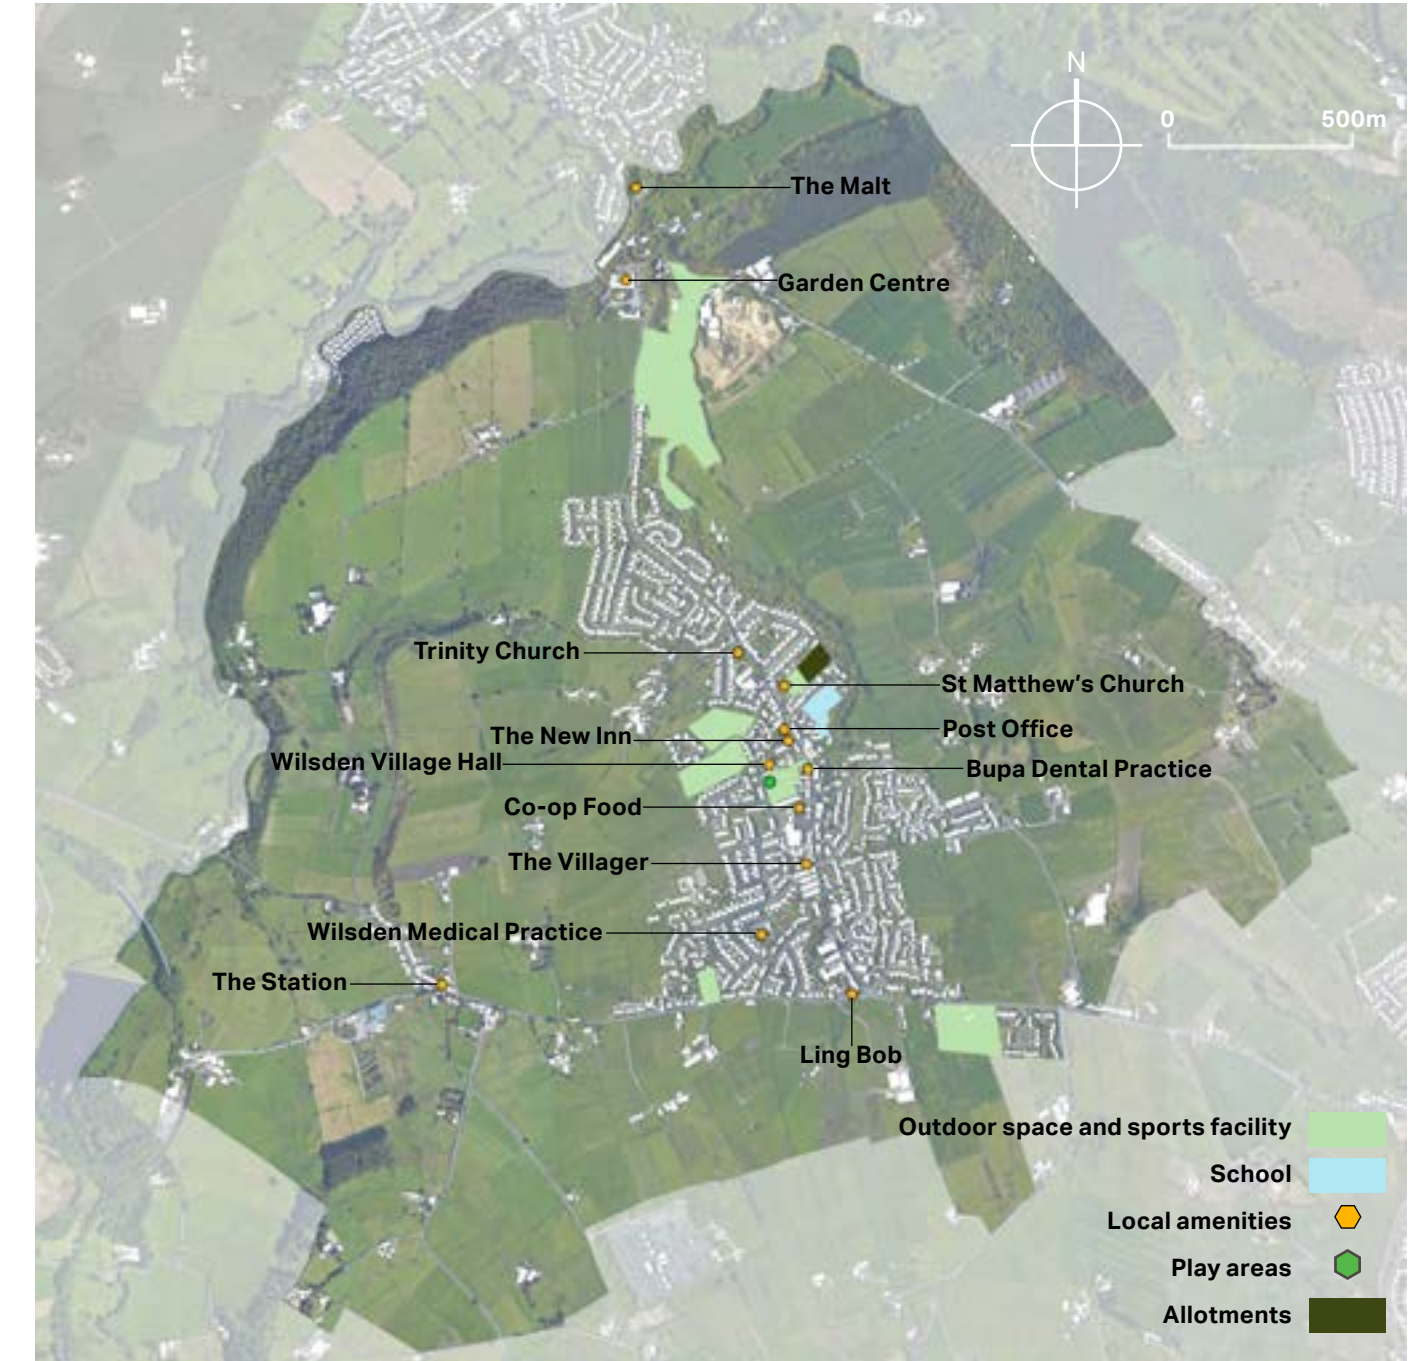 N
0 500m
The Malt
Garden Centre
Trinity Church
St Matthew’s Church
Post Office
The New Inn
Wilsden Village Hall
Bupa Dental Practice
Co-op Food
The Villager
Wilsden Medical Practice
The Station
Ling Bob
Outdoor space and sports facility
School
Local amenities
Play areas
Allotments